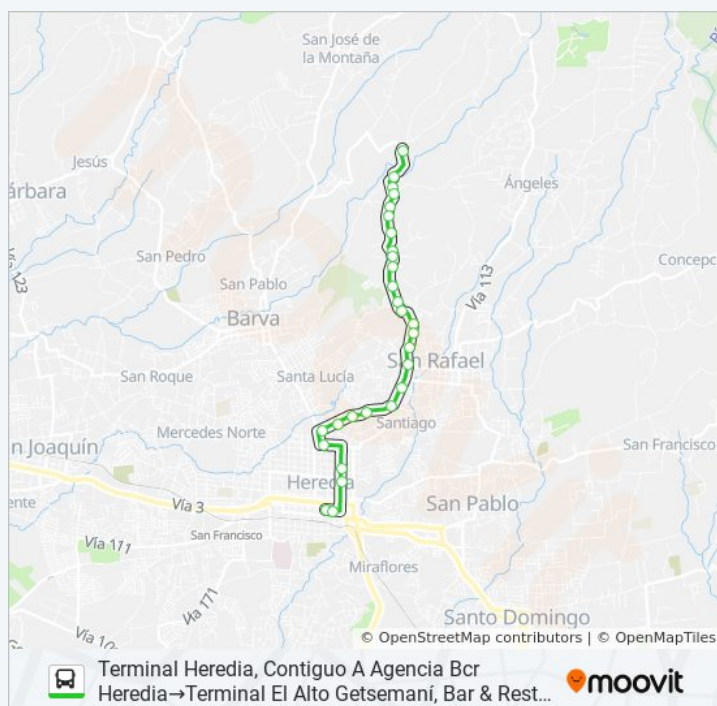 San José de
la Montaña
Jesús
Ángeles
árbara
Vía 123
San Pedro
Concepc
San Pablo
Vía 113
Barva
San Rafael
San Roque
Santa Lucía
n Joaquín
Mercedes Norte
Santiago
San Francisco
Heredia
ente
Vía 3
San Pablo
San Francisco
Vía 111
Miraflores
Vía 171
Santo Domingo
Vía 10
© OpenStreetMap contributors | © OpenMapTiles
Terminal Heredia, Contiguo A Agencia Bcr
Heredia→Terminal El Alto Getsemaní, Bar & Rest…
moovit